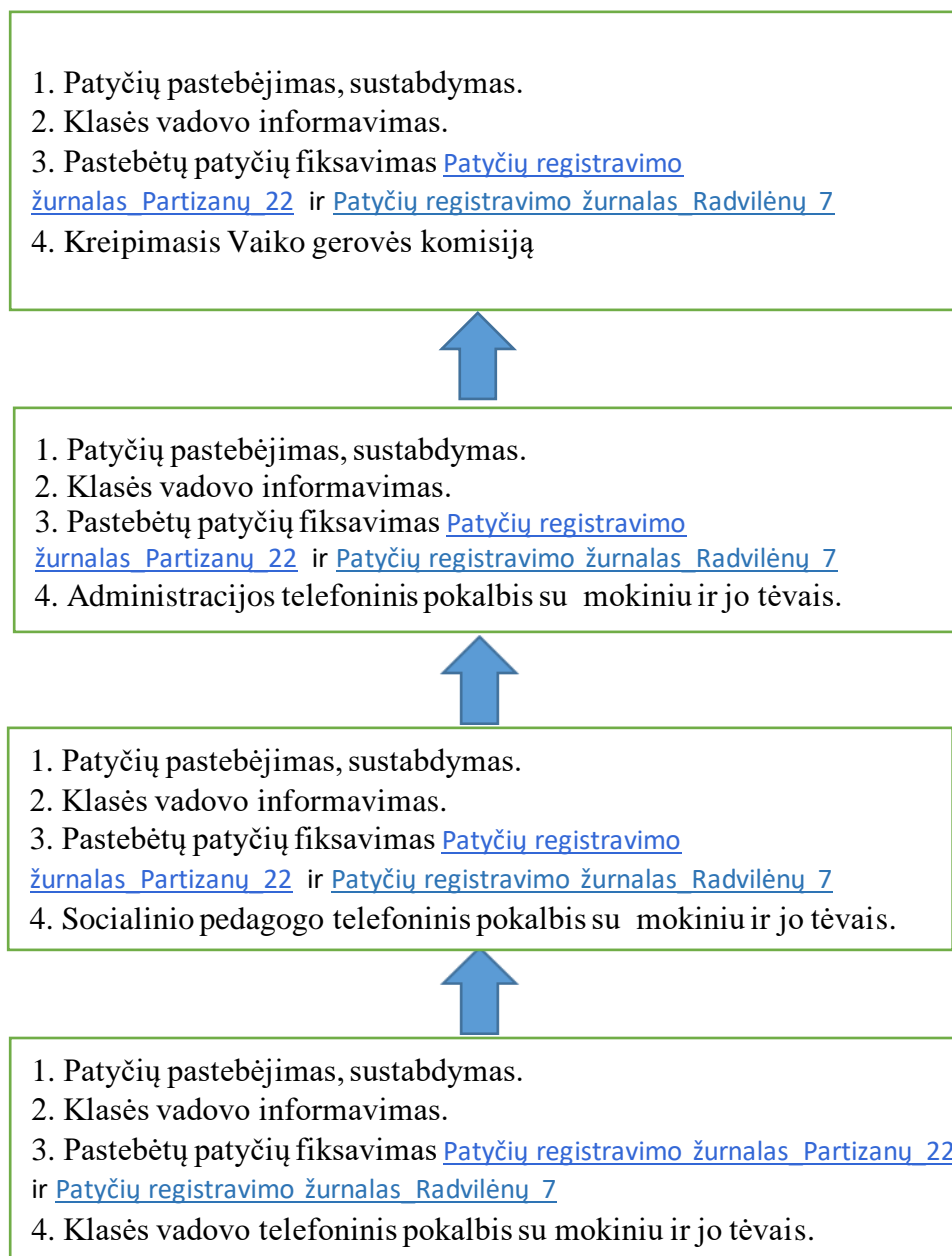 1. Patyčių pastebėjimas, sustabdymas.
2. Klasės vadovo informavimas.
3. Pastebėtų patyčių fiksavimas Patyčių registravimo
žurnalas_Partizanų_22 ir Patyčių registravimo žurnalas_Radvilėnų_7
4. Kreipimasis Vaiko gerovės komisiją
1. Patyčių pastebėjimas, sustabdymas.
2. Klasės vadovo informavimas.
3. Pastebėtų patyčių fiksavimas Patyčių registravimo
žurnalas_Partizanų_22 ir Patyčių registravimo žurnalas_Radvilėnų_7
4. Administracijos telefoninis pokalbis su mokiniu ir jo tėvais.
1. Patyčių pastebėjimas, sustabdymas.
2. Klasės vadovo informavimas.
3. Pastebėtų patyčių fiksavimas Patyčių registravimo
žurnalas_Partizanų_22 ir Patyčių registravimo žurnalas_Radvilėnų_7
4. Socialinio pedagogo telefoninis pokalbis su mokiniu ir jo tėvais.
1. Patyčių pastebėjimas, sustabdymas.
2. Klasės vadovo informavimas.
3. Pastebėtų patyčių fiksavimas Patyčių registravimo žurnalas_Partizanų_22
ir Patyčių registravimo žurnalas_Radvilėnų_7
4. Klasės vadovo telefoninis pokalbis su mokiniu ir jo tėvais.